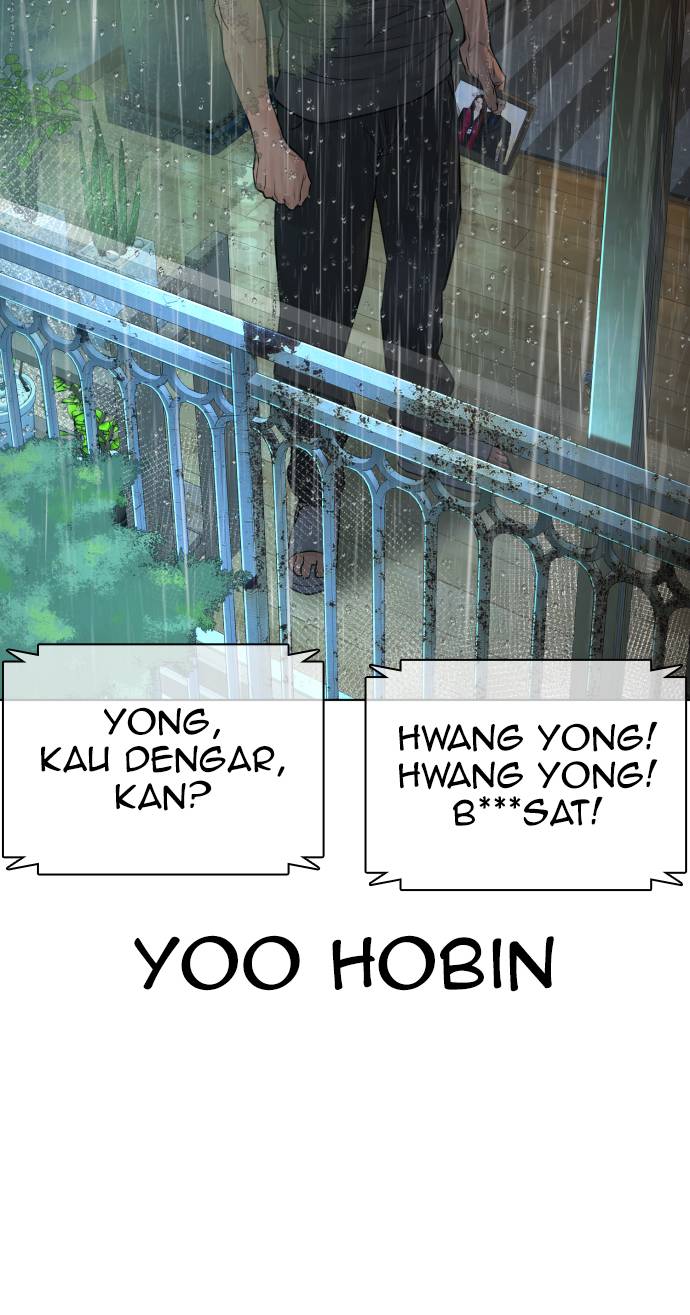 YONG,
KAU DENGAR,
KAN?
HWANG YONG!
HWANG YONG!
B***SAT!
YOO HOBIN